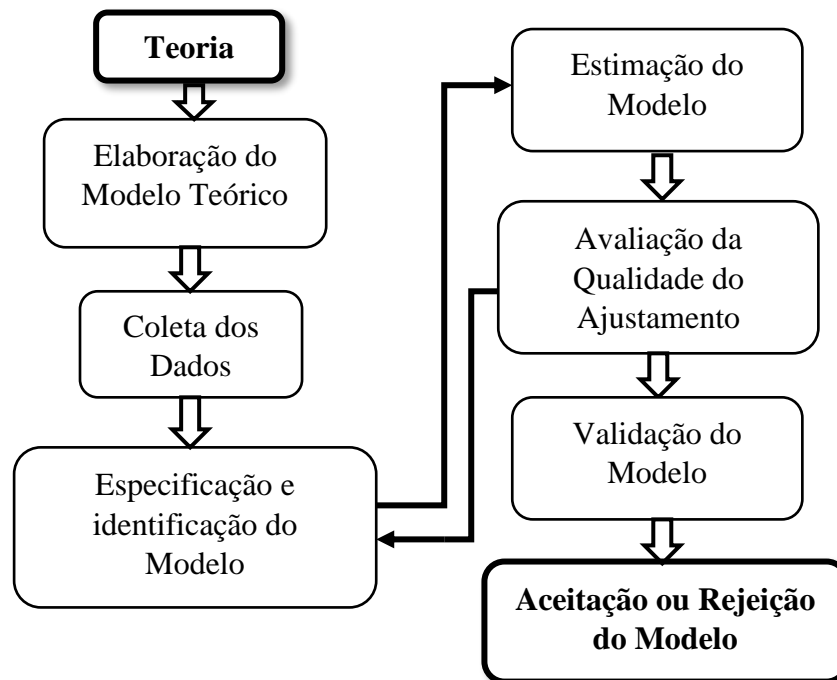 Teoria
Elaboração do
Modelo Teórico
Coleta dos
Dados
Especificação e
identificação do
Modelo
Estimação do
Modelo
Avaliação da
Qualidade do
Ajustamento
Validação do
Modelo
Aceitação ou Rejeição
do Modelo